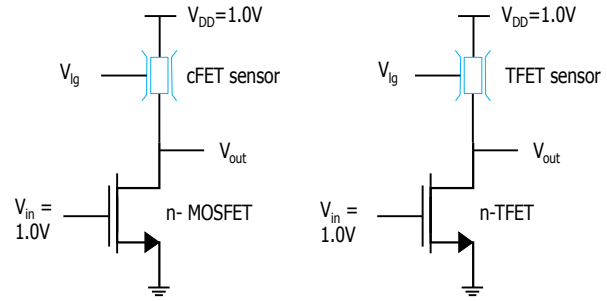 V_DD=1.0V
V_lg
cFET sensor
V_out
V_in =
1.0V
n- MOSFET
V_DD=1.0V
V_lg
TFET sensor
V_out
V_in =
1.0V
n-TFET